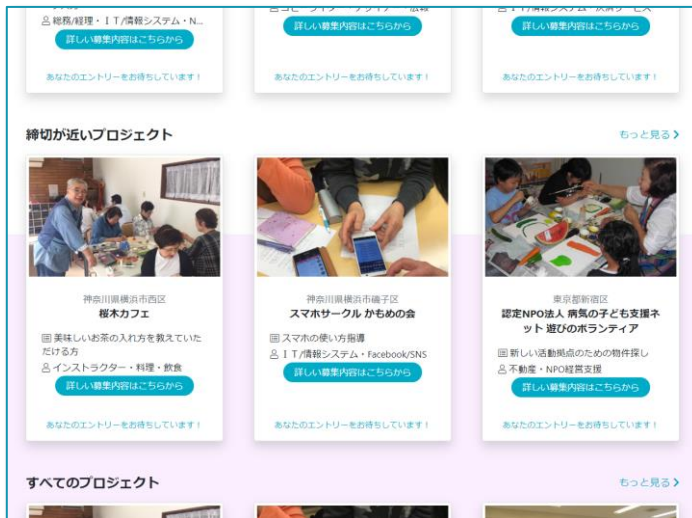 総務/経理・ＩＴ/情報システム・N...
詳しい募集内容はこちらから
詳しい募集内容はこちらから
詳しい募集内容はこちらから
あなたのエントリーをお待ちしています！
あなたのエントリーをお待ちしています！
あなたのエントリーをお待ちしています！
締切が近いプロジェクト
もっと見る
神奈川県横浜市西区
桜木カフェ
美味しいお茶の入れ方を教えていた
だける方
インストラクター・料理・飲食
詳しい募集内容はこちらから
あなたのエントリーをお待ちしています！
神奈川県横浜市磯子区
スマホサークル かもめの会
スマホの使い方指導
ＩＴ/情報システム・Facebook/SNS
詳しい募集内容はこちらから
あなたのエントリーをお待ちしています！
東京都新宿区
認定NPO法人 病気の子ども支援ネ
ット 遊びのボランティア
新しい活動拠点のための物件探し
不動産・NPO経営支援
詳しい募集内容はこちらから
あなたのエントリーをお待ちしています！
すべてのプロジェクト
もっと見る